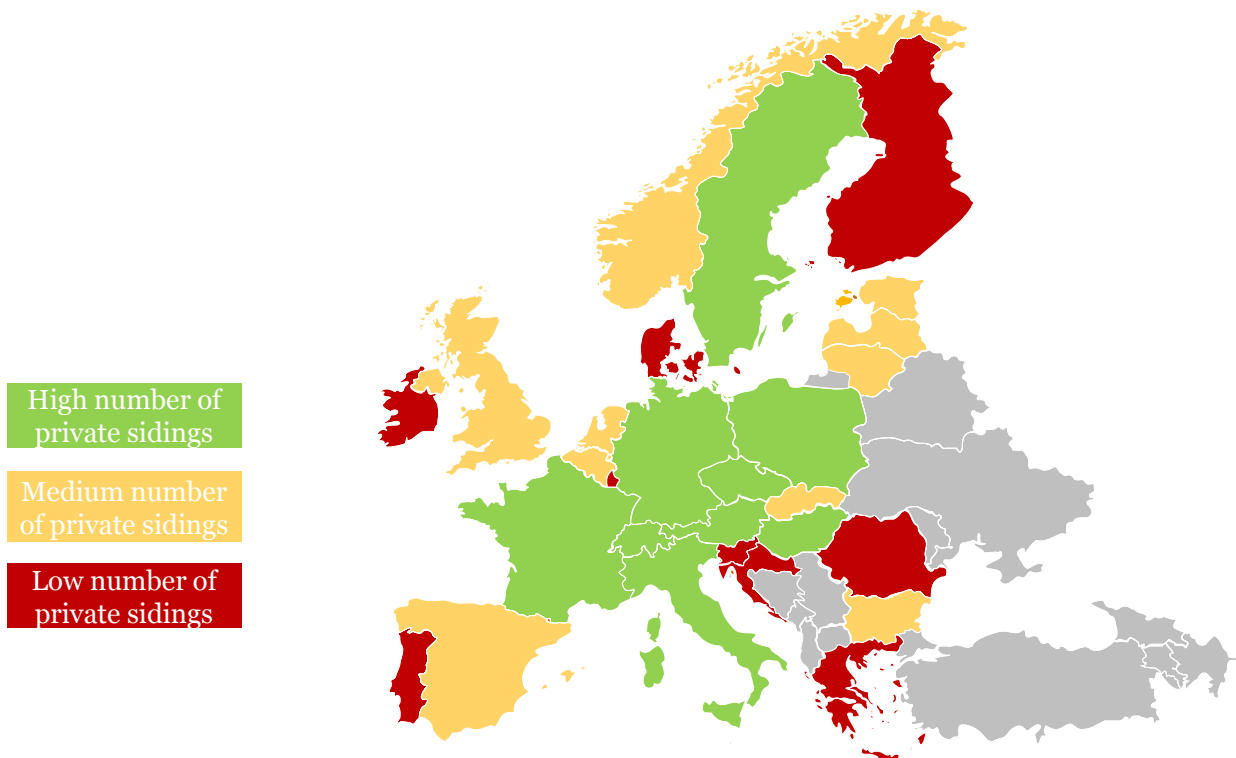 High number of
private sidings
Medium number
of private sidings
Low number of
private sidings